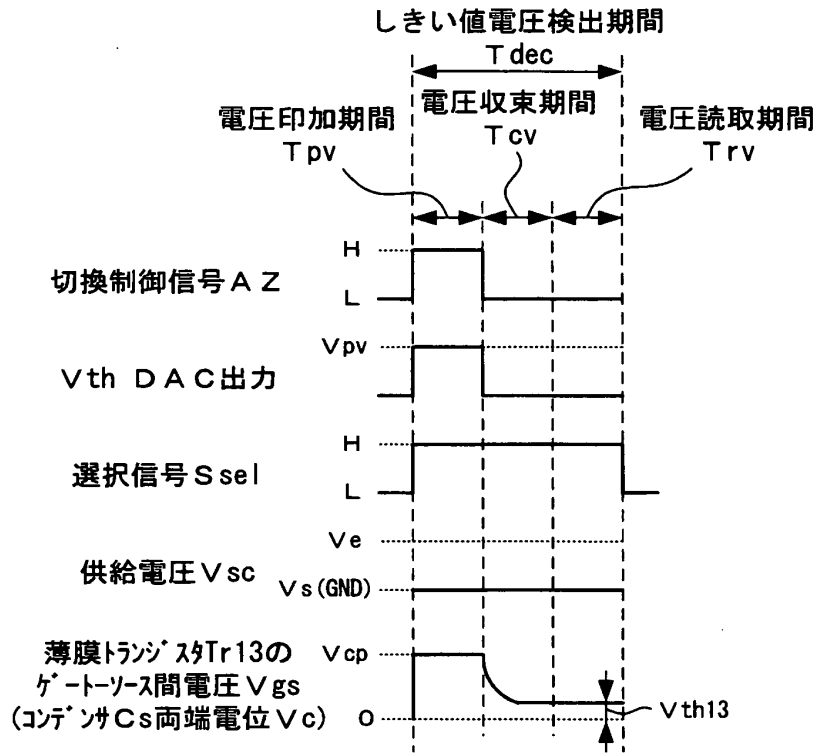 しきい値電圧検出期間
Tdec
電圧収束期間
Tcv
電圧印加期間
Tpv
電圧読取期間
Trv
H
切換制御信号AZ
L
Vpv
Vth DAC出力
H
選択信号Ssel
L
Ve
供給電圧Vsc
Vs(GND)
薄膜トランジスタTr13の
Vcp
ゲートーソース間電圧Vgs
(コンデンサCs両端電位Vc)
0
Vth13